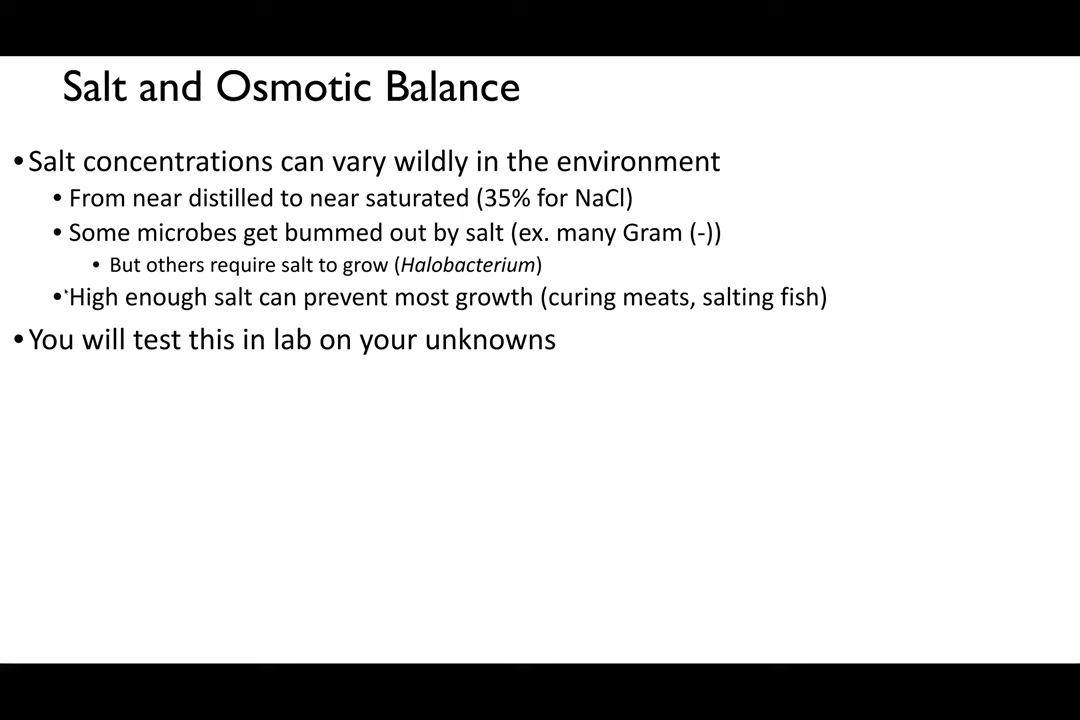 Salt and Osmotic Balance
•Salt concentrations can vary wildly in the environment
• From near distilled to near saturated (35% for NaCl)
• Some microbes get bummed out by salt (ex. many Gram (-))
• But others require salt to grow (Halobacterium)
• High enough salt can prevent most growth (curing meats, salting fish)
•You will test this in lab on your unknowns